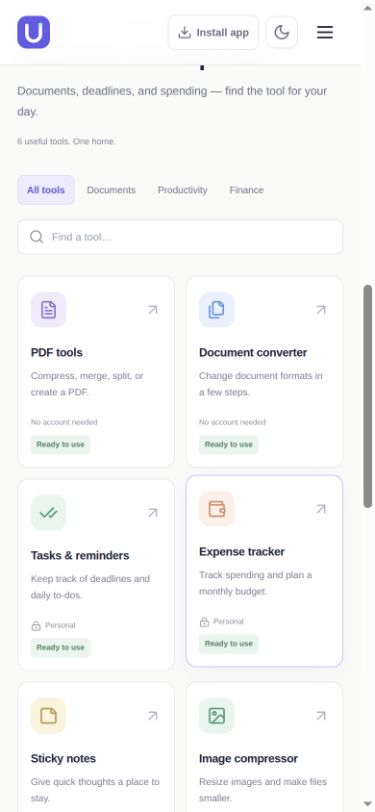 U
Install app
Documents, deadlines, and spending — find the tool for your
day.
6 useful tools. One home.
All tools
Documents
Productivity
Finance
Find a tool...
PDF tools
Compress, merge, split, or
create a PDF.
No account needed
Ready to use
Document converter
Change document formats in
a few steps.
No account needed
Ready to use
Tasks & reminders
Keep track of deadlines and
daily to-dos.
Personal
Ready to use
Expense tracker
Track spending and plan a
monthly budget.
Personal
Ready to use
Sticky notes
Give quick thoughts a place to
stay.
Image compressor
Resize images and make files
smaller.